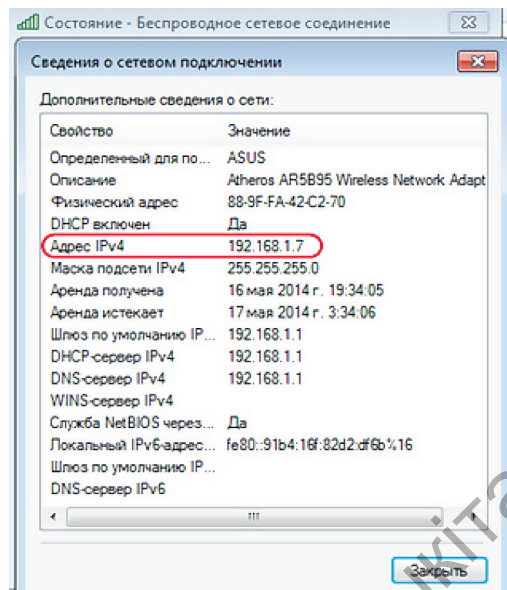 Состояние - Беспроводное сетевое соединение
Сведения о сетевом подключении
Дополнительные сведения о сети:
Свойство Значение
Определенный для по... ASUS
Описание Atheros AR5B95 Wireless Network Adapt
Физический адрес 88-9F-FA-42-C2-70
DHCP включен Да
Адрес IPv4 192.168.1.7
Маска подсети IPv4 255.255.255.0
Аренда получена 16 мая 2014 г. 19:34:05
Аренда истекает 17 мая 2014 г. 3:34:06
Шлюз по умолчанию IP... 192.168.1.1
DHCP-сервер IPv4 192.168.1.1
DNS-сервер IPv4 192.168.1.1
WINS-сервер IPv4
Служба NetBIOS через... Да
Локальный IPv6-адрес... fe80::91b4:16f:82d2:df6b%16
Шлюз по умолчанию IP...
DNS-сервер IPv6
Закрыть